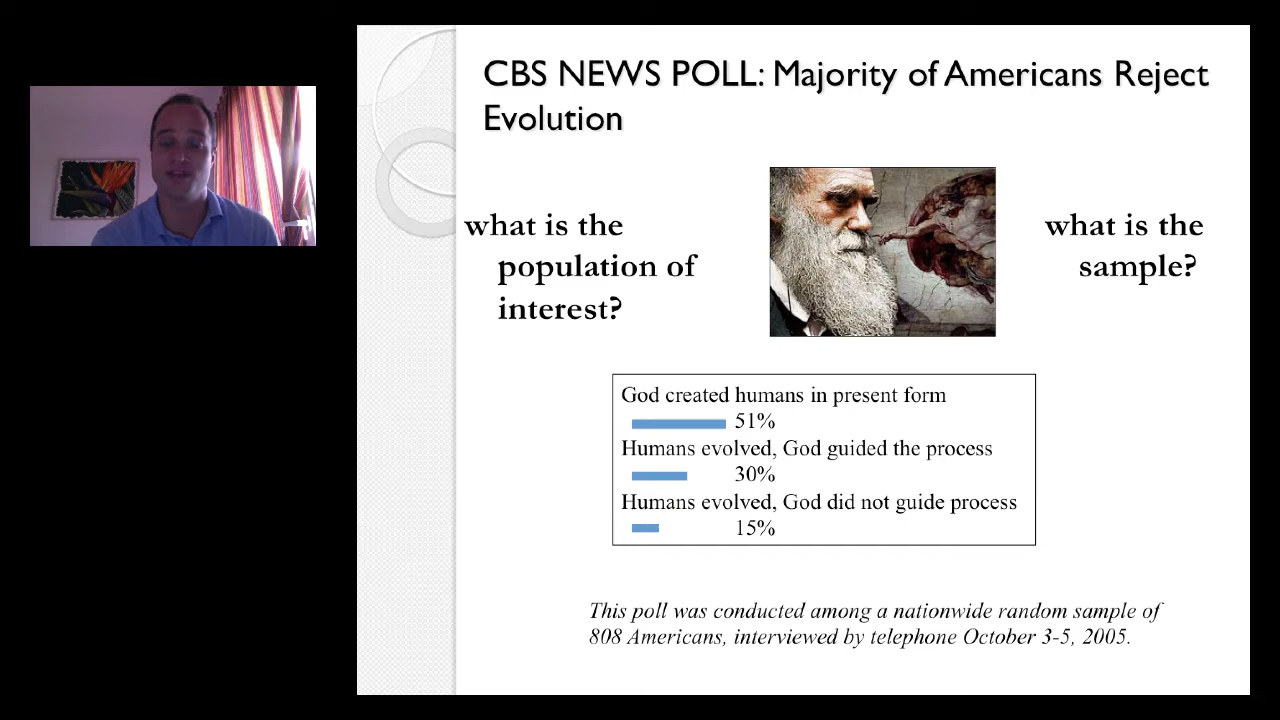 CBS NEWS POLL: Majority of Americans Reject
Evolution
what is the
population of
interest?
what is the
sample?
God created humans in present form
51%
Humans evolved, God guided the process
30%
Humans evolved, God did not guide process
15%
This poll was conducted among a nationwide random sample of
808 Americans, interviewed by telephone October 3-5, 2005.